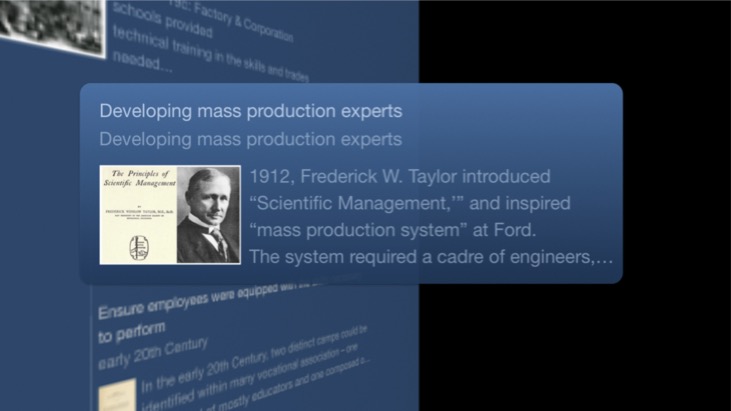 19c: Factory & Corporation
schools provided
technical training in the skills and trades
needed...
Developing mass production experts
Developing mass production experts
The Principles of
Scientific Management
BY
FREDERICK WINSLOW TAYLOR, M.E., Sc.D.
1912, Frederick W. Taylor introduced
“Scientific Management,’” and inspired
“mass production system” at Ford.
The system required a cadre of engineers,...
Ensure employees were equipped with the
to perform
early 20th Century
In the early 20th Century, two distinct camps could be
identified within many vocational association – one
of mostly educators and one composed o...